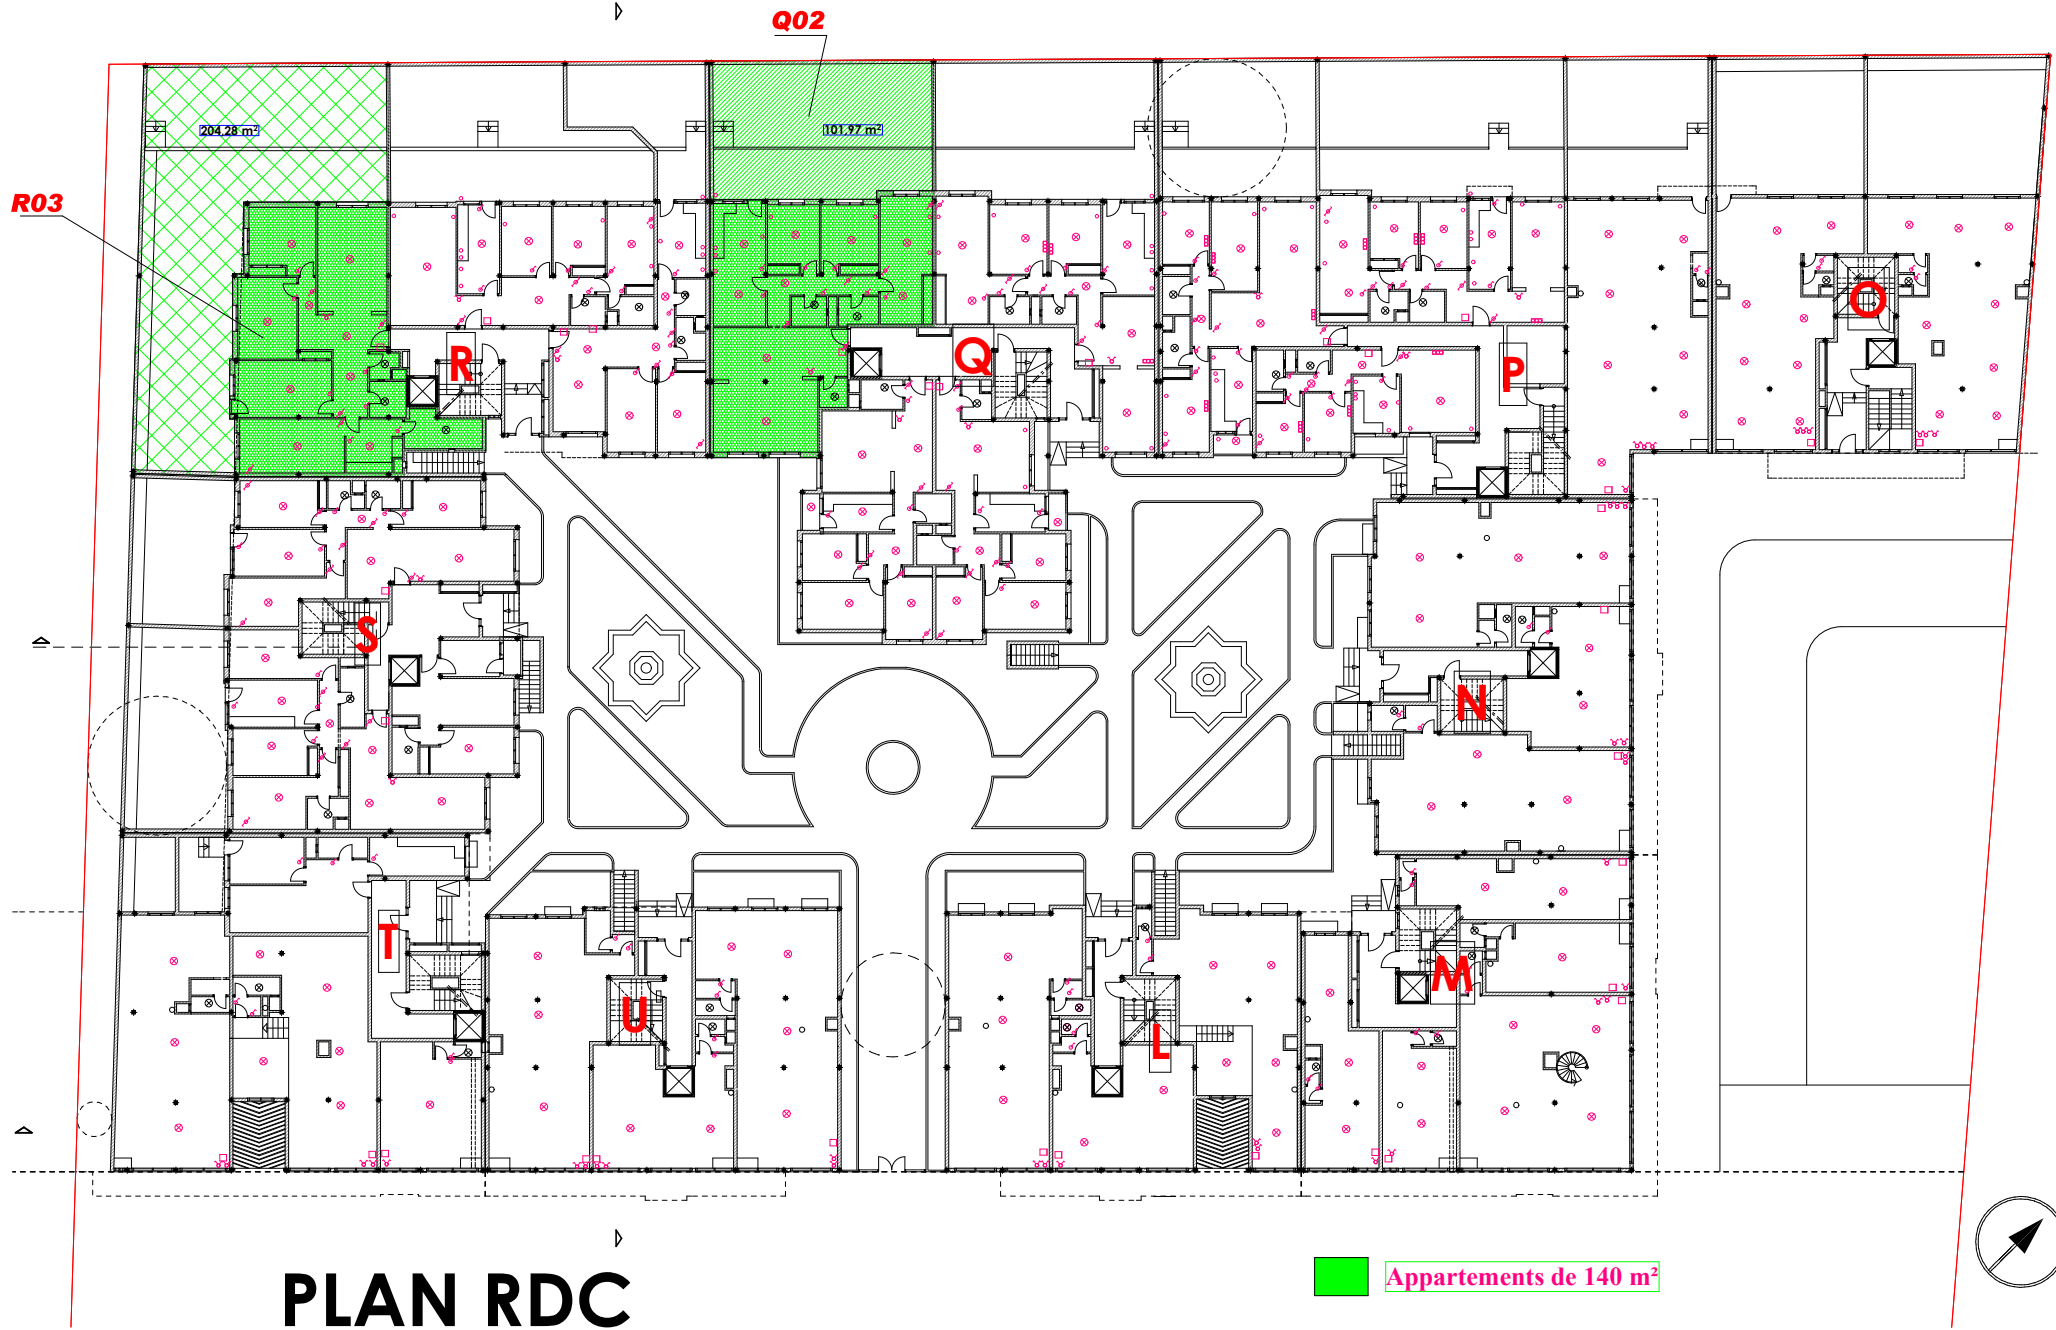 Q02
204,28 m²
101,97 m²
R03
O
R
Q
P
S
N
T
M
U
L
PLAN RDC
Appartements de 140 m²